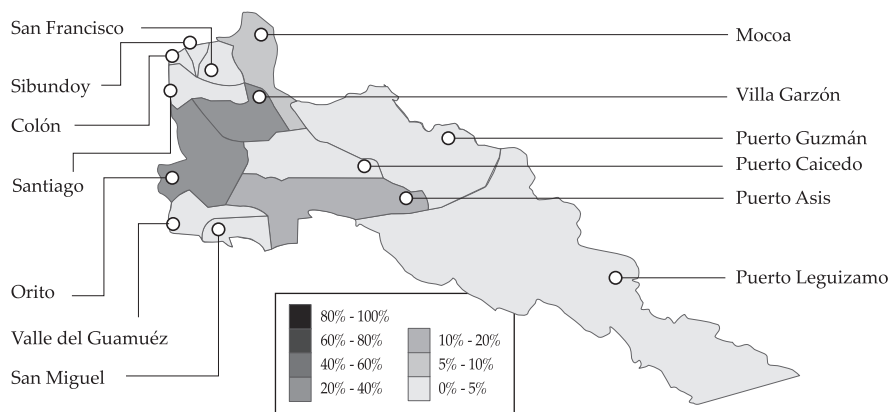 San Francisco
Sibundoy
Colón
Santiago
Orito
Valle del Guamuéz
San Miguel
Mocoa
Villa Garzón
Puerto Guzmán
Puerto Caicedo
Puerto Asis
Puerto Leguizamo
80% - 100%
60% - 80%
40% - 60%
20% - 40%
10% - 20%
5% - 10%
0% - 5%